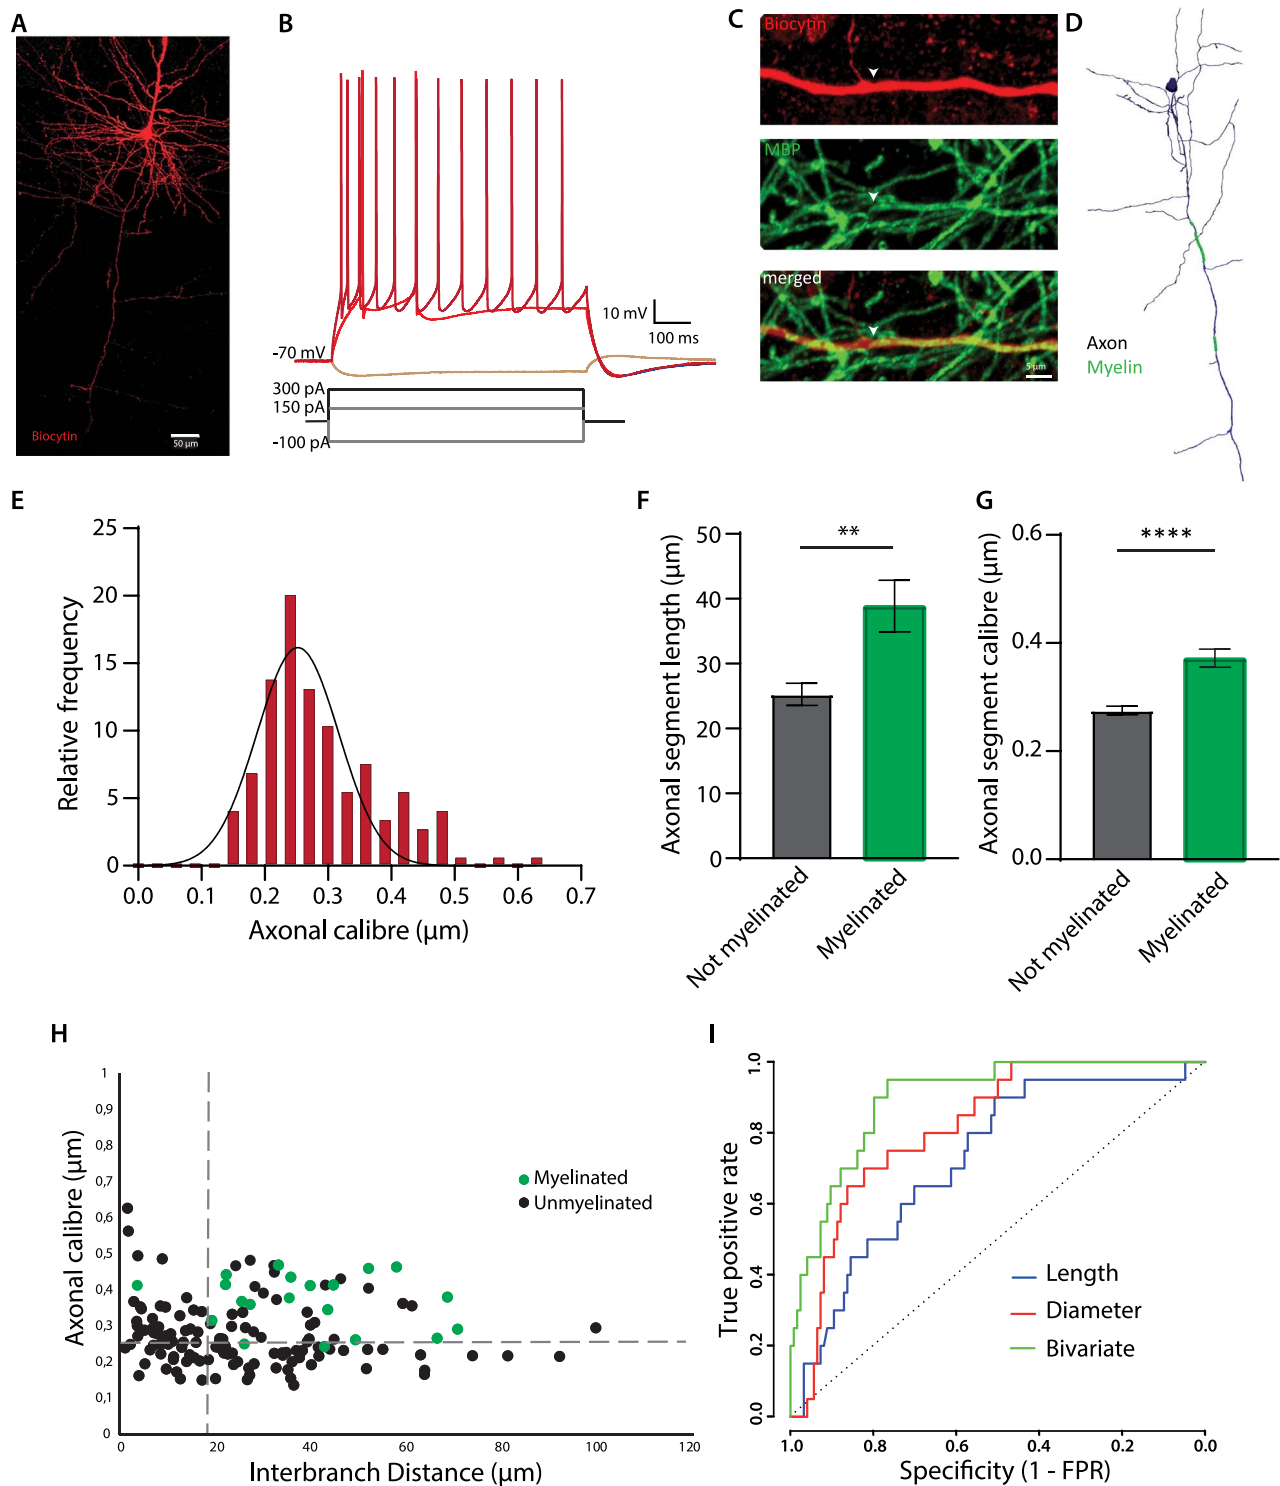 A
Biocytin
50 µm
B
-70 mV
10 mV
100 ms
300 pA
150 pA
-100 pA
C
Biocytin
MBP
merged
5 µm
D
Axon
Myelin
E
Relative frequency
25
20
15
10
5
0
0.0 0.1 0.2 0.3 0.4 0.5 0.6 0.7
Axonal calibre (µm)
F
Axonal segment length (µm)
50
40
30
20
10
0
**
Not myelinated
Myelinated
G
Axonal segment calibre (µm)
0.6
0.4
0.2
0.0
****
Not myelinated
Myelinated
H
Axonal calibre (µm)
1
0,9
0,8
0,7
0,6
0,5
0,4
0,3
0,2
0,1
0
0 20 40 60 80 100 120
Interbranch Distance (µm)
Myelinated
Unmyelinated
I
True positive rate
1.0
0.8
0.6
0.4
0.2
0.0
1.0 0.8 0.6 0.4 0.2 0.0
Specificity (1 - FPR)
Length
Diameter
Bivariate